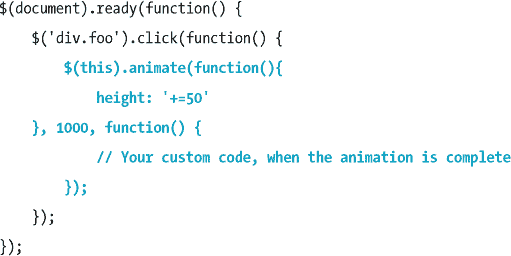 $(document).ready(function() {
$('div.foo').click(function() {
$(this).animate(function(){
height: '+=50'
}, 1000, function() {
// Your custom code, when the animation is complete
});
});
});